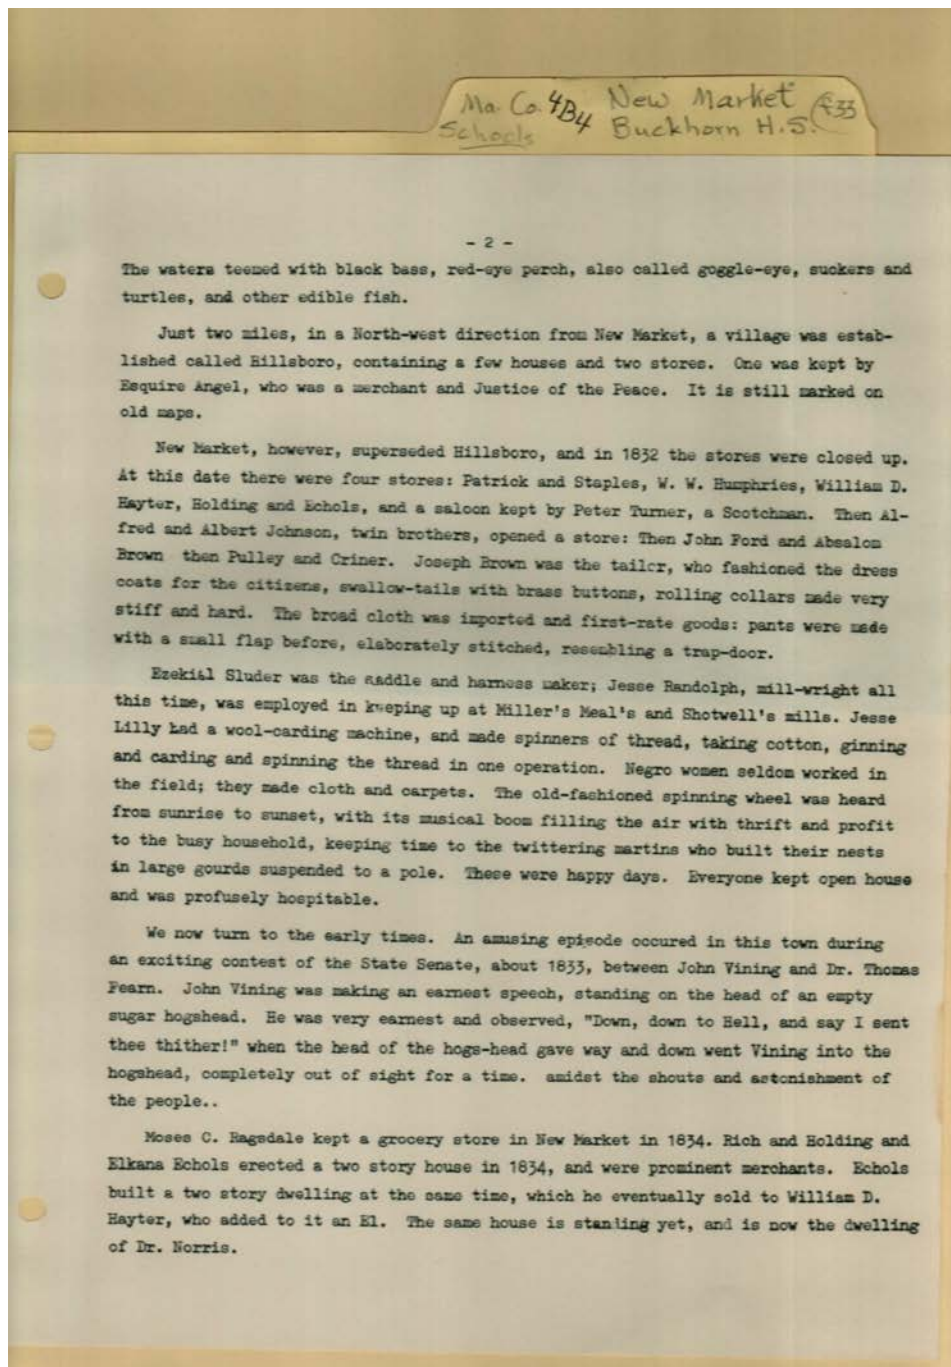 Ma. Co. 4B4 New Market F33
Schools Buckhorn H.S.
- 2 -
The waters teemed with black bass, red-eye perch, also called goggle-eye, suckers and
turtles, and other edible fish.
Just two miles, in a North-west direction from New Market, a village was estab-
lished called Hillsboro, containing a few houses and two stores. One was kept by
Esquire Angel, who was a merchant and Justice of the Peace. It is still marked on
old maps.
New Market, however, superseded Hillsboro, and in 1832 the stores were closed up.
At this date there were four stores: Patrick and Staples, W. W. Humphries, William D.
Hayter, Holding and Echols, and a saloon kept by Peter Turner, a Scotchman. Then Al-
fred and Albert Johnson, twin brothers, opened a store: Then John Ford and Absalom
Brown then Pulley and Criner. Joseph Brown was the tailor, who fashioned the dress
coats for the citizens, swallow-tails with brass buttons, rolling collars made very
stiff and hard. The broad cloth was imported and first-rate goods: pants were made
with a small flap before, elaborately stitched, resembling a trap-door.
Ezekial Sluder was the saddle and harness maker; Jesse Randolph, mill-wright all
this time, was employed in keeping up at Miller's Meal's and Shotwell's mills. Jesse
Lilly had a wool-carding machine, and made spinners of thread, taking cotton, ginning
and carding and spinning the thread in one operation. Negro women seldom worked in
the field; they made cloth and carpets. The old-fashioned spinning wheel was heard
from sunrise to sunset, with its musical boom filling the air with thrift and profit
to the busy household, keeping time to the twittering martins who built their nests
in large gourds suspended to a pole. These were happy days. Everyone kept open house
and was profusely hospitable.
We now turn to the early times. An amusing episode occured in this town during
an exciting contest of the State Senate, about 1833, between John Vining and Dr. Thomas
Fearn. John Vining was making an earnest speech, standing on the head of an empty
sugar hogshead. He was very earnest and observed, "Down, down to Hell, and say I sent
thee thither!" when the head of the hogs-head gave way and down went Vining into the
hogshead, completely out of sight for a time. amidst the shouts and astonishment of
the people..
Moses C. Ragsdale kept a grocery store in New Market in 1834. Rich and Holding and
Elkana Echols erected a two story house in 1834, and were prominent merchants. Echols
built a two story dwelling at the same time, which he eventually sold to William D.
Hayter, who added to it an El. The same house is standing yet, and is now the dwelling
of Dr. Norris.